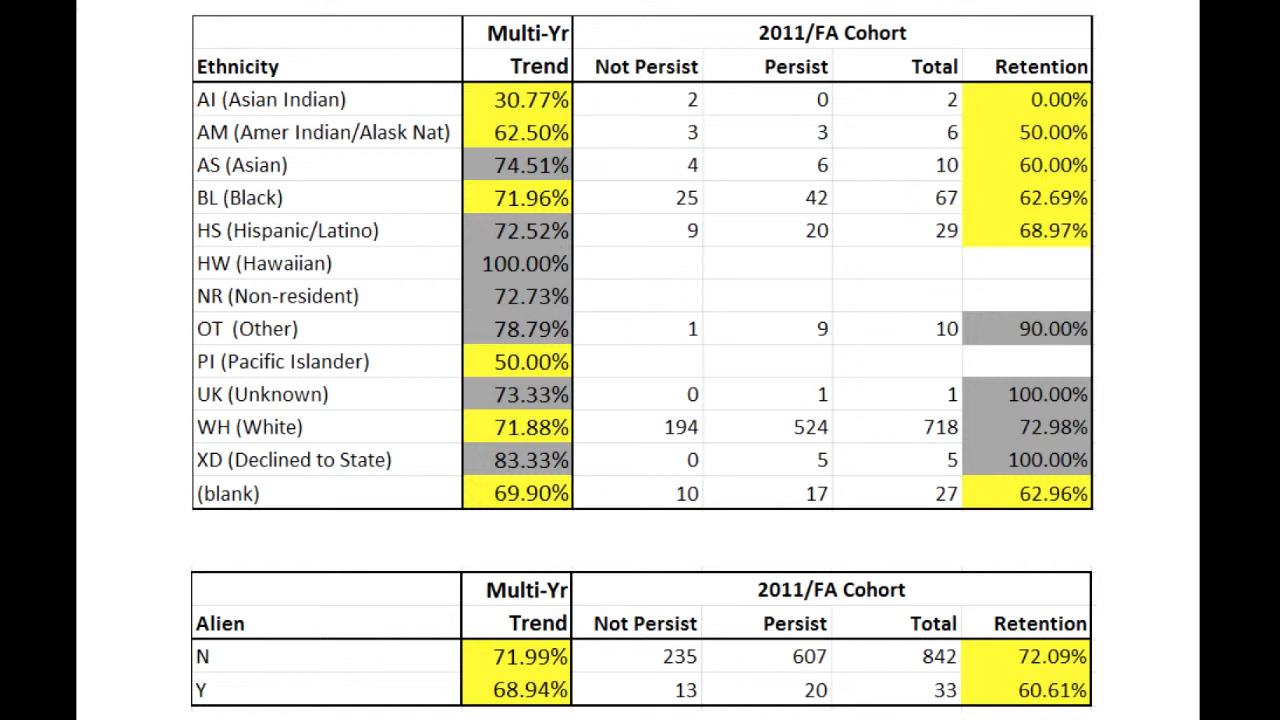 Multi-Yr 2011/FA Cohort
Ethnicity Trend Not Persist Persist Total Retention
AI (Asian Indian) 30.77% 2 0 2 0.00%
AM (Amer Indian/Alask Nat) 62.50% 3 3 6 50.00%
AS (Asian) 74.51% 4 6 10 60.00%
BL (Black) 71.96% 25 42 67 62.69%
HS (Hispanic/Latino) 72.52% 9 20 29 68.97%
HW (Hawaiian) 100.00%
NR (Non-resident) 72.73%
OT (Other) 78.79% 1 9 10 90.00%
PI (Pacific Islander) 50.00%
UK (Unknown) 73.33% 0 1 1 100.00%
WH (White) 71.88% 194 524 718 72.98%
XD (Declined to State) 83.33% 0 5 5 100.00%
(blank) 69.90% 10 17 27 62.96%
Multi-Yr 2011/FA Cohort
Alien Trend Not Persist Persist Total Retention
N 71.99% 235 607 842 72.09%
Y 68.94% 13 20 33 60.61%